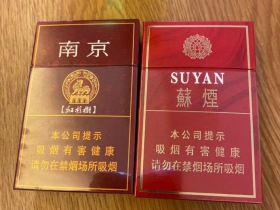 南京
【红杉树】
本公司提示
吸烟有害健康
请勿在禁烟场所吸烟
SUYAN
蘇煙
本公司提示
吸烟有害健康
请勿在禁烟场所吸烟